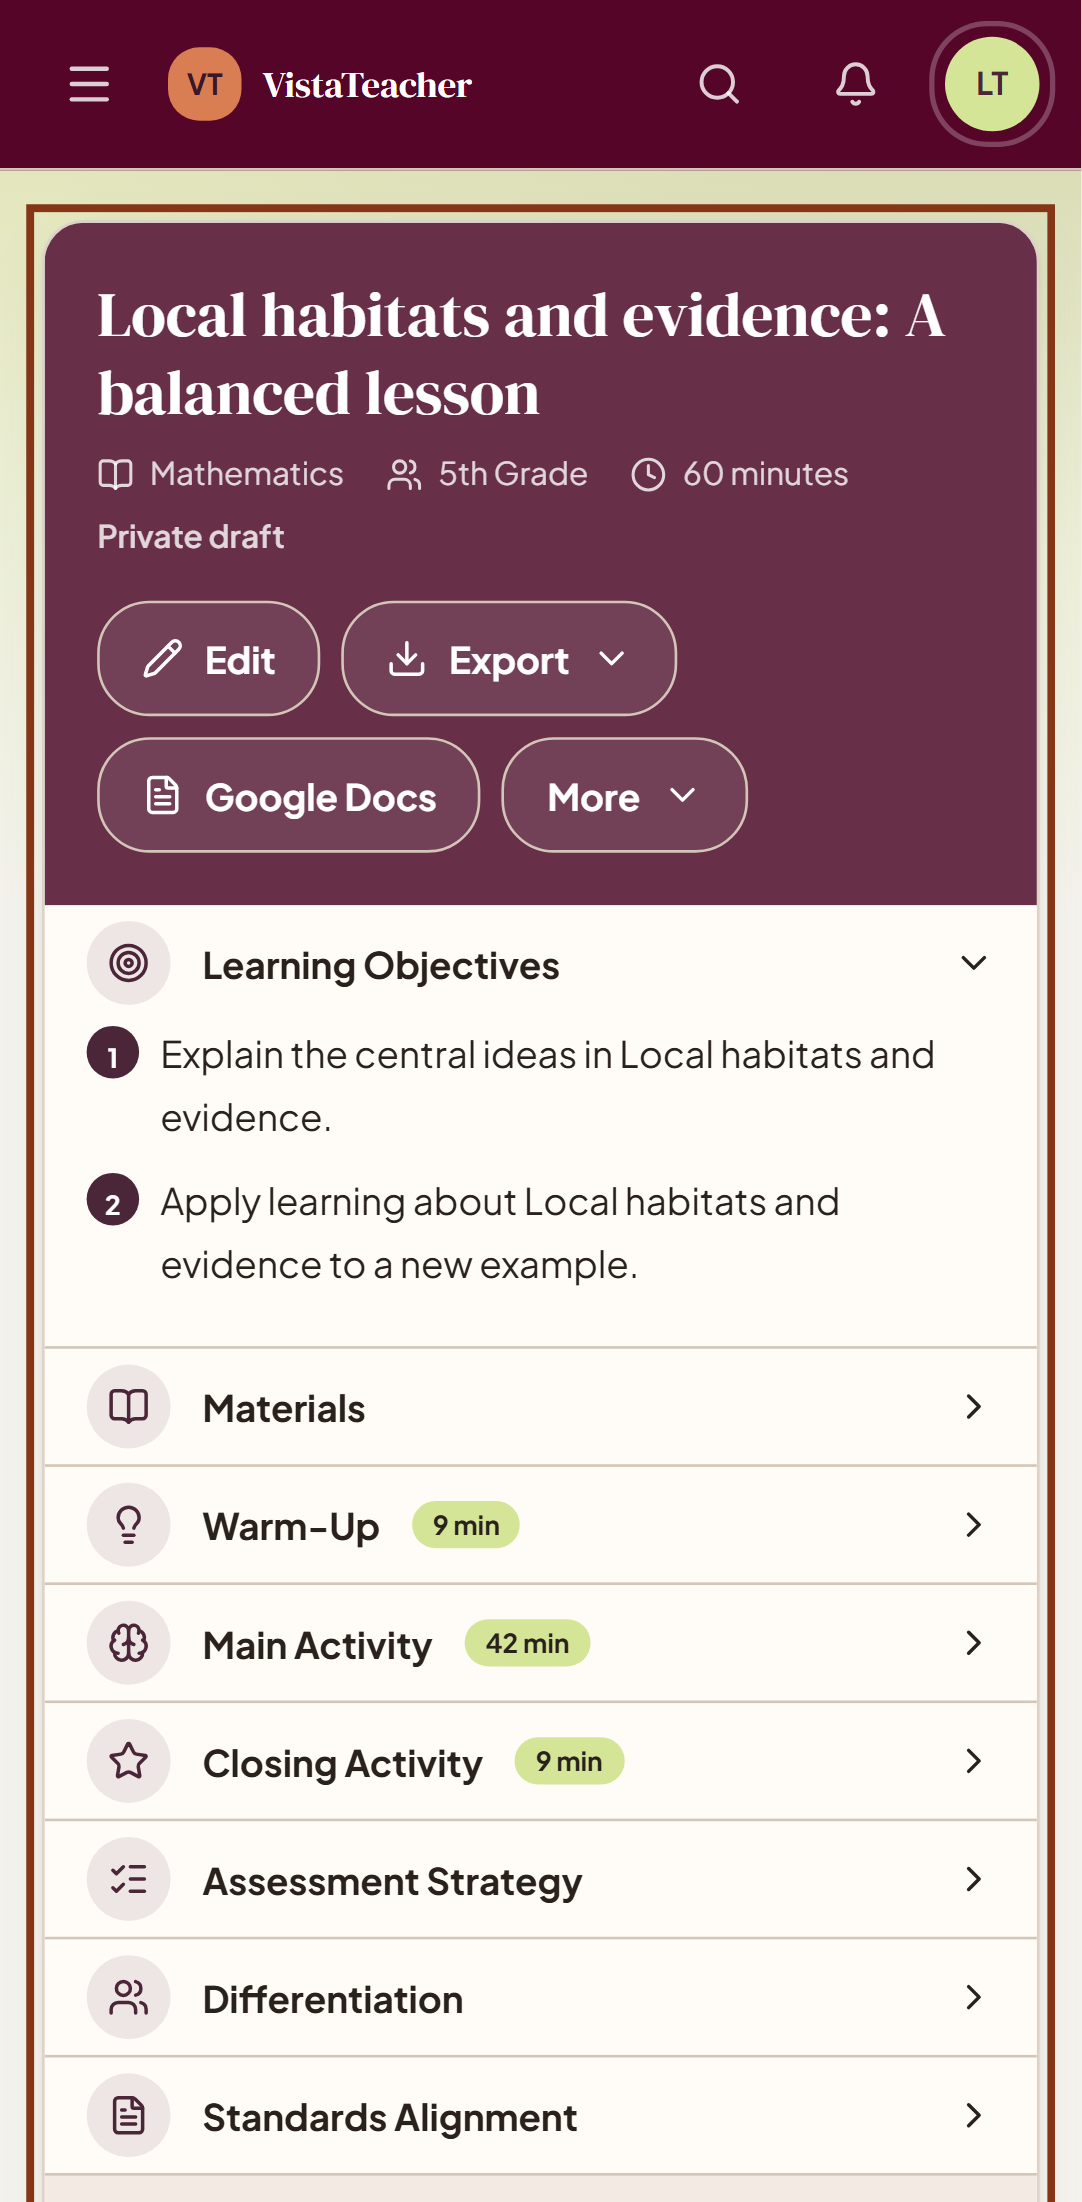 VT VistaTeacher LT
Local habitats and evidence: A
balanced lesson
Mathematics 5th Grade 60 minutes
Private draft
Edit Export
Google Docs More
Learning Objectives
1 Explain the central ideas in Local habitats and
evidence.
2 Apply learning about Local habitats and
evidence to a new example.
Materials
Warm-Up 9 min
Main Activity 42 min
Closing Activity 9 min
Assessment Strategy
Differentiation
Standards Alignment